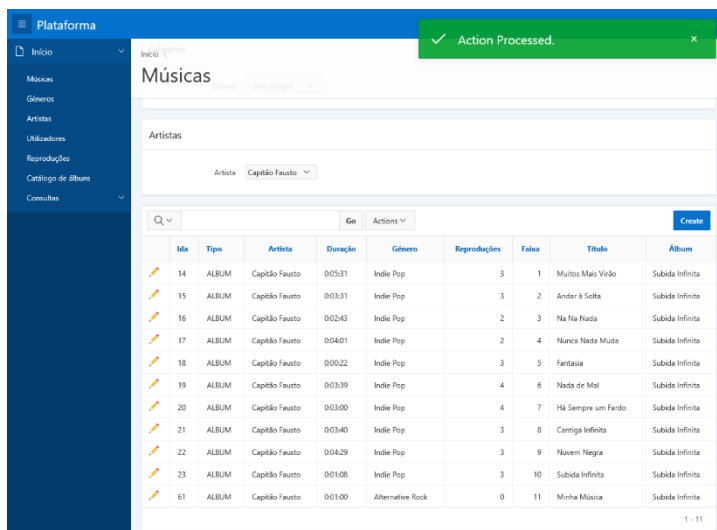 Plataforma
Action Processed.
Início
Músicas
Géneros
Artistas
Utilizadores
Reproduções
Catálogo de álbuns
Consultas
Início \
Géneros
Músicas
Género - Sem Género -
Artistas
Artista Capitão Fausto
Go Actions Create
Ida Tipo Artista Duração Género Reproduções Faixa Título Álbum
14 ALBUM Capitão Fausto 0:05:31 Indie Pop 3 1 Muitos Mais Virão Subida Infinita
15 ALBUM Capitão Fausto 0:03:31 Indie Pop 3 2 Andar à Solta Subida Infinita
16 ALBUM Capitão Fausto 0:02:43 Indie Pop 2 3 Na Na Nada Subida Infinita
17 ALBUM Capitão Fausto 0:04:01 Indie Pop 2 4 Nunca Nada Muda Subida Infinita
18 ALBUM Capitão Fausto 0:00:22 Indie Pop 3 5 Fantasia Subida Infinita
19 ALBUM Capitão Fausto 0:03:39 Indie Pop 4 6 Nada de Mal Subida Infinita
20 ALBUM Capitão Fausto 0:03:00 Indie Pop 4 7 Há Sempre um Fardo Subida Infinita
21 ALBUM Capitão Fausto 0:03:40 Indie Pop 3 8 Cantiga Infinita Subida Infinita
22 ALBUM Capitão Fausto 0:04:29 Indie Pop 3 9 Nuvem Negra Subida Infinita
23 ALBUM Capitão Fausto 0:01:08 Indie Pop 3 10 Subida Infinita Subida Infinita
61 ALBUM Capitão Fausto 0:01:00 Alternative Rock 0 11 Minha Música Subida Infinita
1 - 11